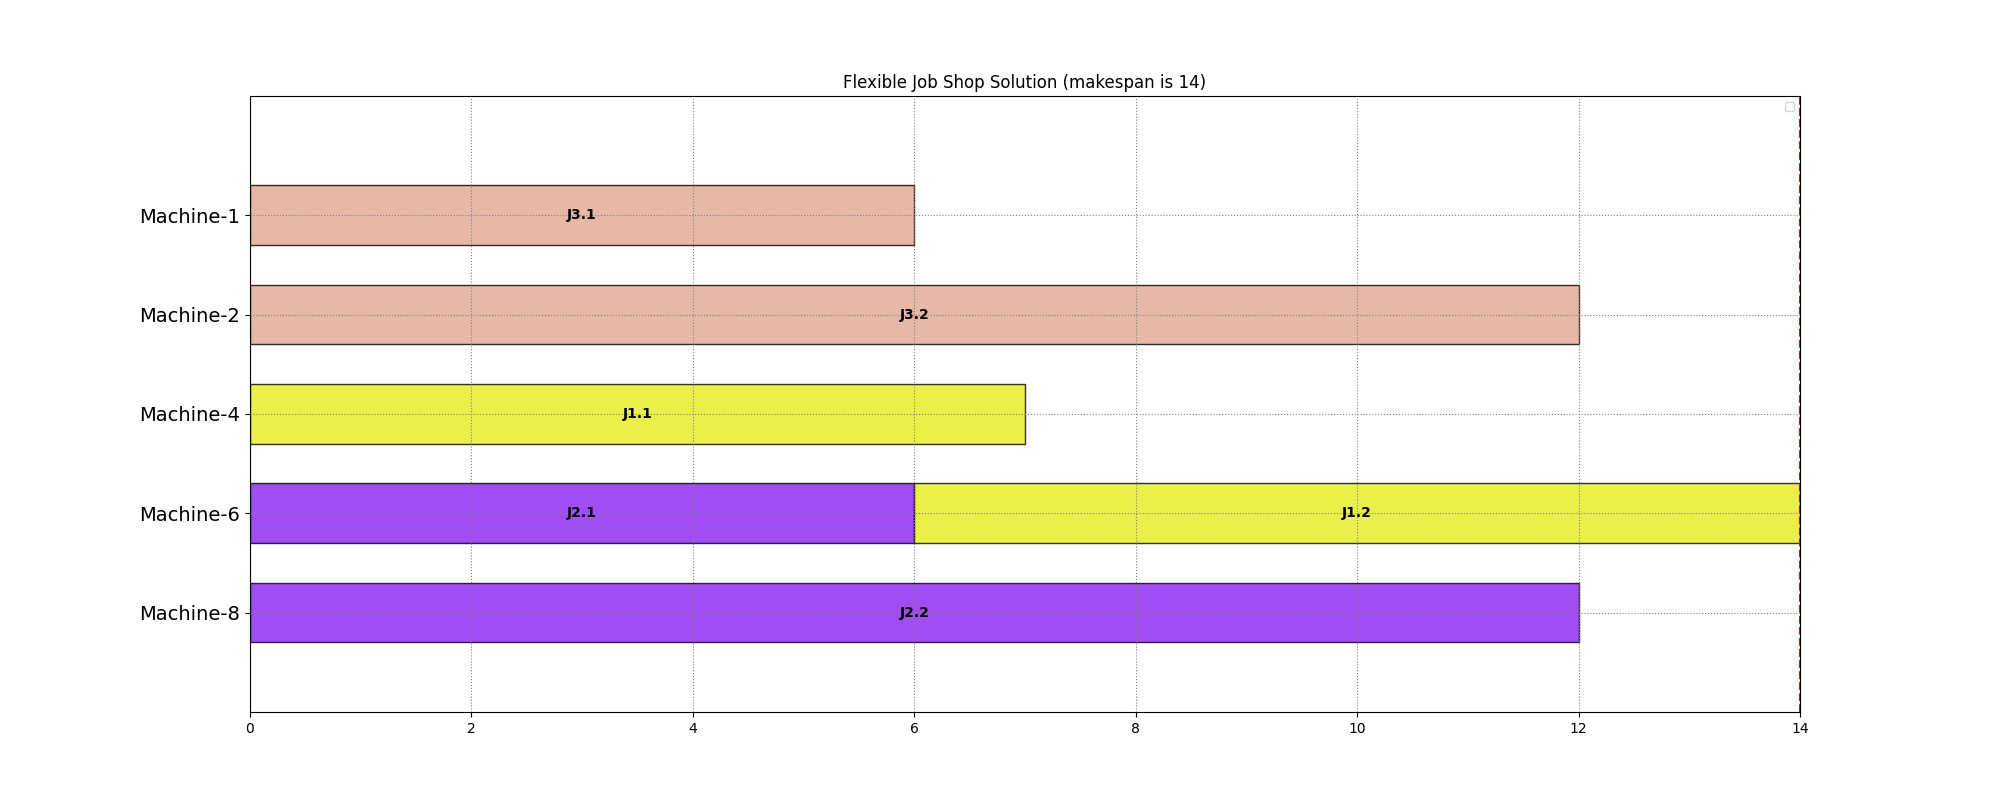 Flexible Job Shop Solution (makespan is 14)
Machine-1
J3.1
Machine-2
J3.2
Machine-4
J1.1
Machine-6
J2.1 J1.2
Machine-8
J2.2
0 2 4 6 8 10 12 14